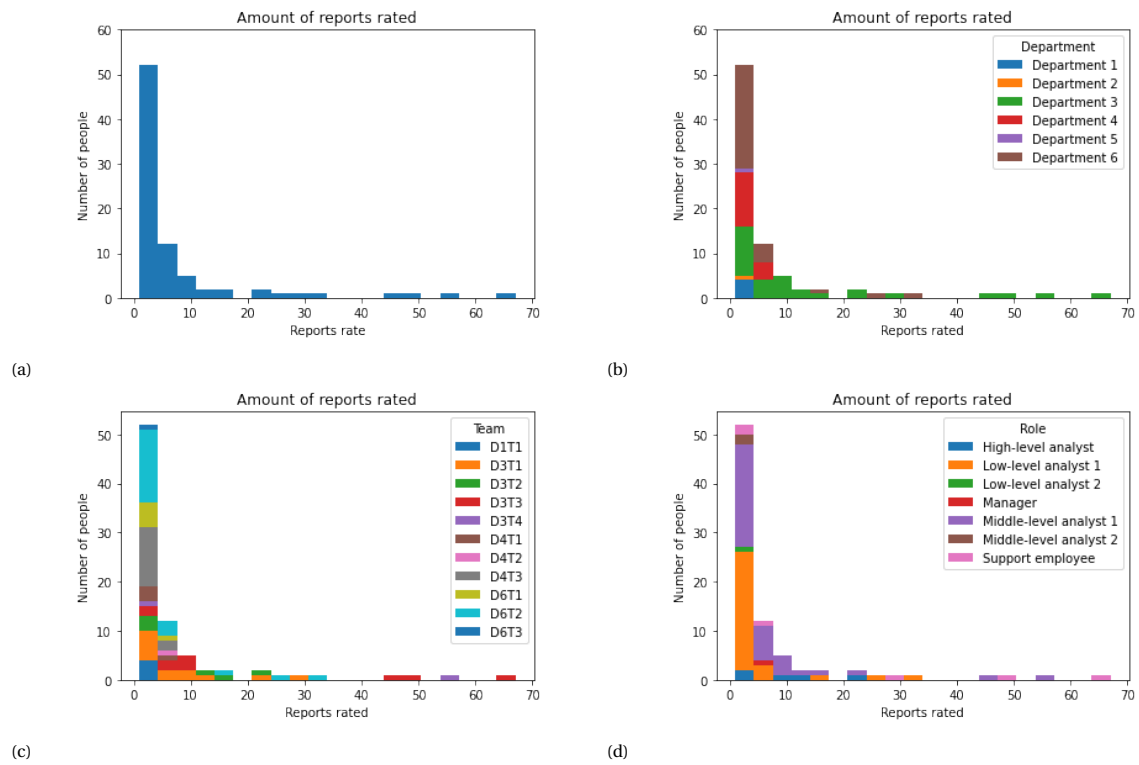 Amount of reports rated
60
50
40
30
20
10
0
Number of people
0 10 20 30 40 50 60 70
Reports rate
(a)
Amount of reports rated
60
50
40
30
20
10
0
Number of people
Department
Department 1
Department 2
Department 3
Department 4
Department 5
Department 6
0 10 20 30 40 50 60 70
Reports rated
(b)
Amount of reports rated
50
40
30
20
10
0
Number of people
Team
D1T1
D3T1
D3T2
D3T3
D3T4
D4T1
D4T2
D4T3
D6T1
D6T2
D6T3
0 10 20 30 40 50 60 70
Reports rated
(c)
Amount of reports rated
50
40
30
20
10
0
Number of people
Role
High-level analyst
Low-level analyst 1
Low-level analyst 2
Manager
Middle-level analyst 1
Middle-level analyst 2
Support employee
0 10 20 30 40 50 60 70
Reports rated
(d)